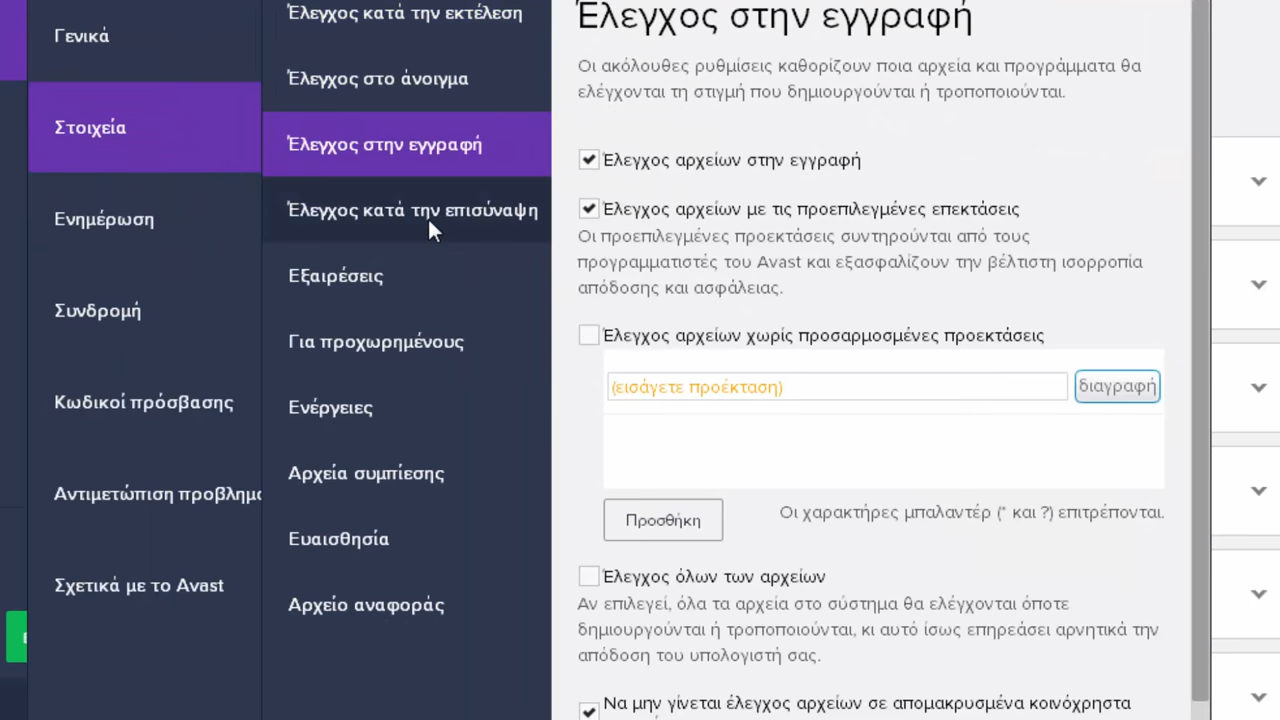 Γενικά
Στοιχεία
Ενημέρωση
Συνδρομή
Κωδικοί πρόσβασης
Αντιμετώπιση προβλημα
Σχετικά με το Avast
Έλεγχος κατά την εκτέλεση
Έλεγχος στο άνοιγμα
Έλεγχος στην εγγραφή
Έλεγχος κατά την επισύναψη
Εξαιρέσεις
Για προχωρημένους
Ενέργειες
Αρχεία συμπίεσης
Ευαισθησία
Αρχείο αναφοράς
Έλεγχος στην εγγραφή
Οι ακόλουθες ρυθμίσεις καθορίζουν ποια αρχεία και προγράμματα θα
ελέγχονται τη στιγμή που δημιουργούνται ή τροποποιούνται.
Έλεγχος αρχείων στην εγγραφή
Έλεγχος αρχείων με τις προεπιλεγμένες επεκτάσεις
Οι προεπιλεγμένες προεκτάσεις συντηρούνται από τους
προγραμματιστές του Avast και εξασφαλίζουν την βέλτιστη ισορροπία
απόδοσης και ασφάλειας.
Έλεγχος αρχείων χωρίς προσαρμοσμένες προεκτάσεις
(εισάγετε προέκταση)
διαγραφή
Προσθήκη
Οι χαρακτήρες μπαλαντέρ (* και ?) επιτρέπονται.
Έλεγχος όλων των αρχείων
Αν επιλεγεί, όλα τα αρχεία στο σύστημα θα ελέγχονται όποτε
δημιουργούνται ή τροποποιούνται, κι αυτό ίσως επηρεάσει αρνητικά την
απόδοση του υπολογιστή σας.
Να μην γίνεται έλεγχος αρχείων σε απομακρυσμένα κοινόχρηστα